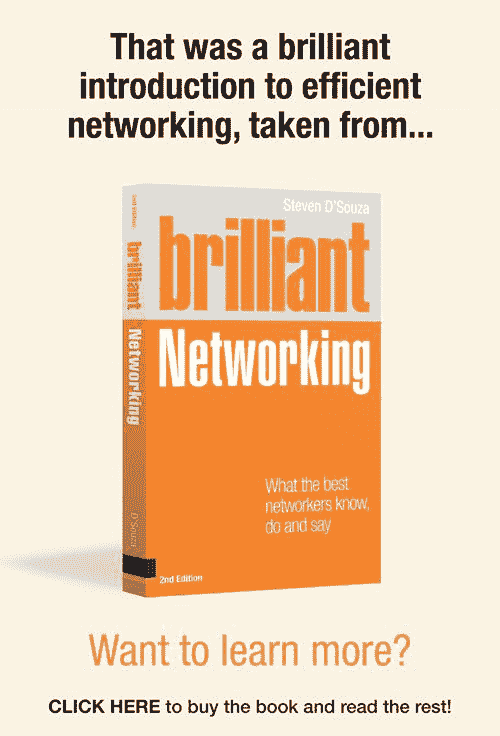 That was a brilliant
introduction to efficient
networking, taken from...
Steven D'Souza
brilliant
Networking
What the best
networkers know,
do and say
2nd Edition
brilliant
Networking
D'Souza
Want to learn more?
CLICK HERE to buy the book and read the rest!